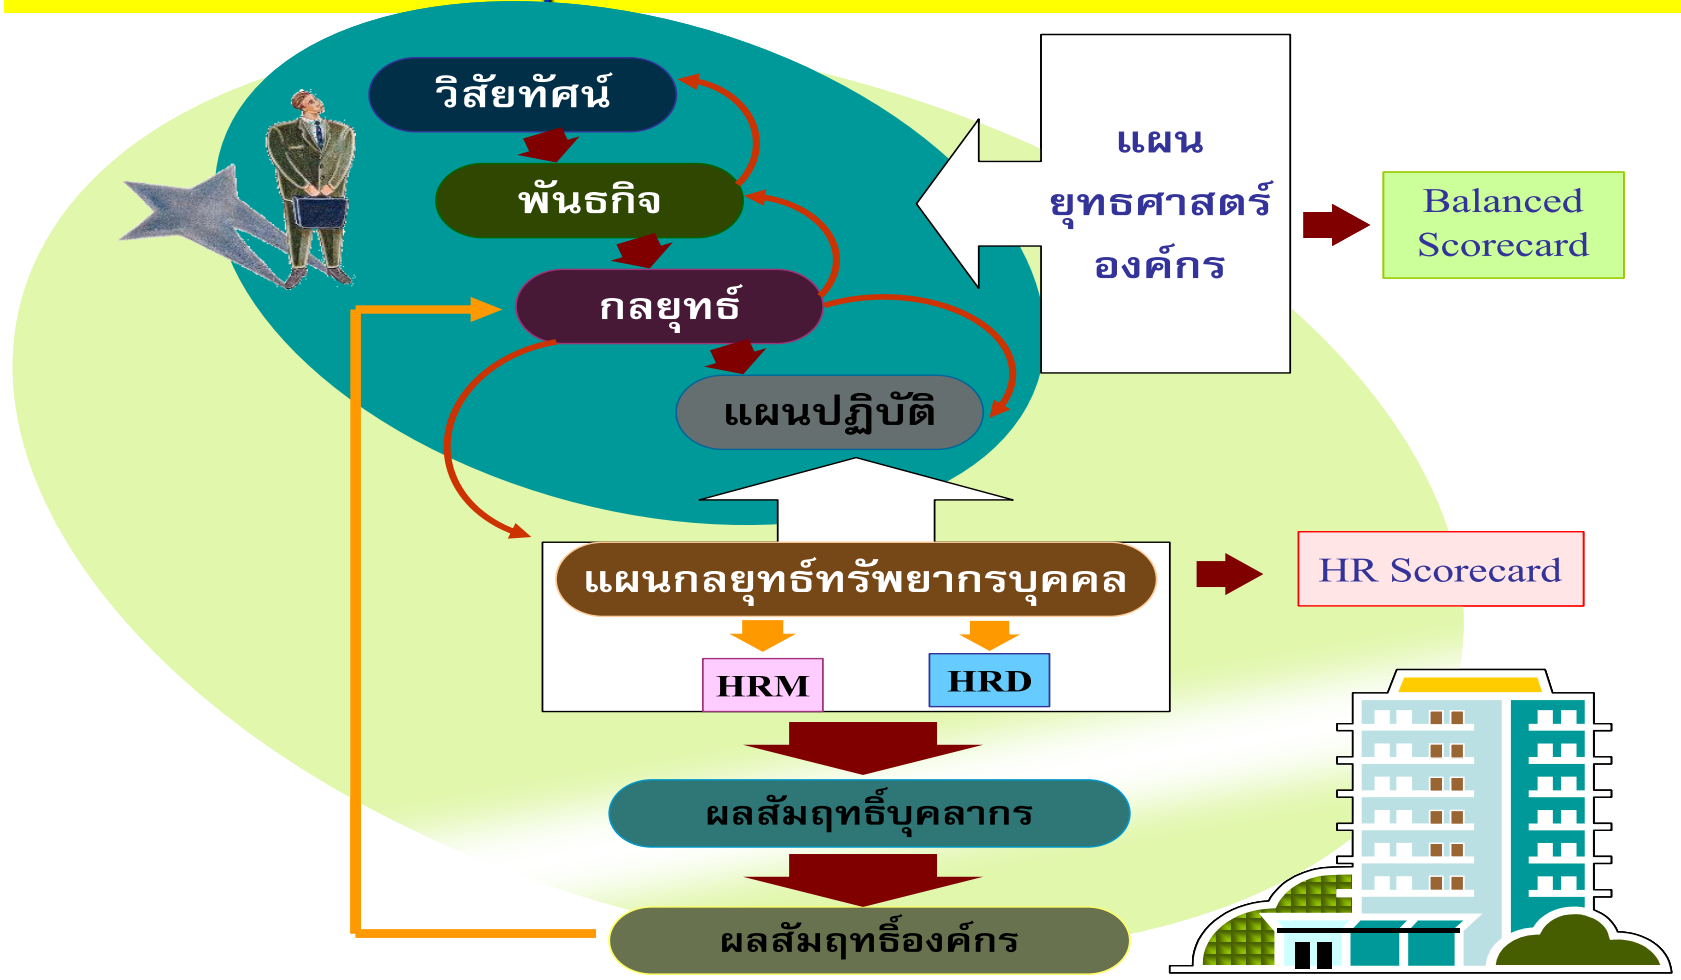 วิสัยทัศน์
พันธกิจ
กลยุทธ์
แผนปฏิบัติ
แผน
ยุทธศาสตร์
องค์กร
Balanced
Scorecard
แผนกลยุทธ์ทรัพยากรบุคคล
HR Scorecard
HRM
HRD
ผลสัมฤทธิ์บุคลากร
ผลสัมฤทธิ์องค์กร